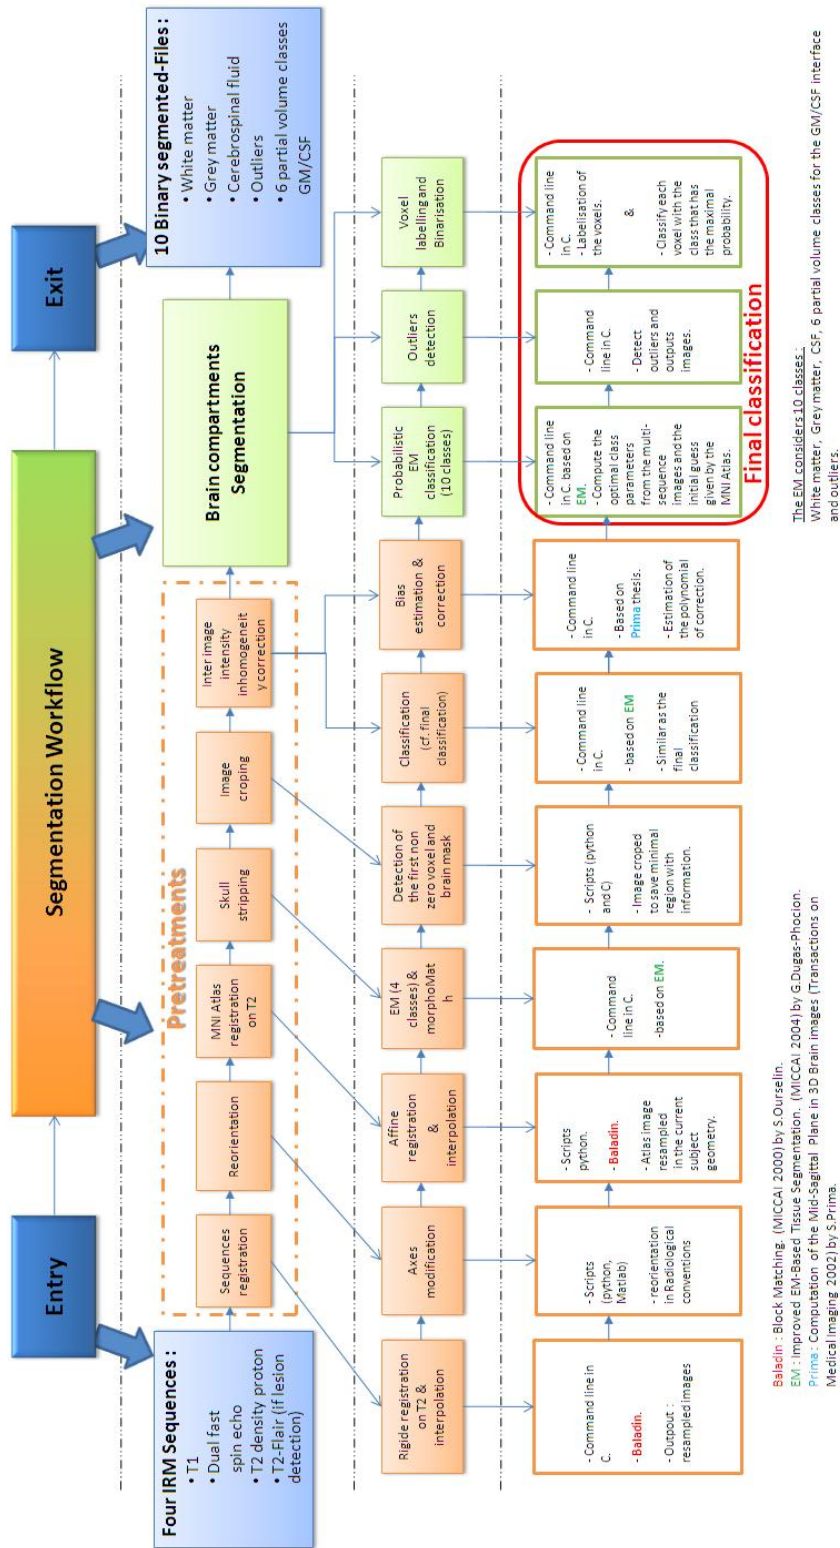 Entry
Segmentation Workflow
Exit
Four IRM Sequences :
• T1
• Dual fast
spin echo
• T2 density proton
• T2-Flair (if lesion
detection)
Pretreatments
Sequences
registration
Reorientation
MNI Atlas
registration
on T2
Skull
stripping
Image
croping
Inter image
intensity
inhomogeneit
y correction
Brain compartments
Segmentation
10 Binary segmented-Files :
• White matter
• Grey matter
• Cerebrospinal fluid
• Outliers
• 6 partial volume classes
GM/CSF
Rigide registration
on T2 &
interpolation
Axes
modification
Affine
registration
&
interpolation
EM (4
classes) &
morphoMat
h
Detection of
the first non
zero voxel and
brain mask
Classification
(cf. final
classification)
Bias
estimation &
correction
Probabilistic
EM
classification
(10 classes)
Outliers
detection
Voxel
labelling and
Binarisation
- Command line in
C.
- Baladin.
- Outpout :
resampled images
- Scripts
(python,
Matlab)
- reorientation
in Radiological
conventions
- Scripts
python.
- Baladin.
- Atlas image
resampled
in the current
subject
geometry.
- Command
line in C.
-based on EM.
- Scripts (python
and C)
- Image croped
to save minimal
region with
information.
- Command line
in C.
- based on EM
- Similar as the
final
classification
- Command line
in C.
- Based on
Prima thesis.
- Estimation of
the polynomial
of correction.
- Command line
in C. based on
EM.
- Compute the
optimal class
parameters
from the multi-
sequence
images and the
initial guess
given by the
MNI Atlas.
- Command
line in C.
- Detect
outliers and
outputs
images.
- Command line
in C.
- Labelisation of
the voxels.
&
- Classify each
voxel with the
class that has
the maximal
probability.
Final classification
Baladin : Block Matching. (MICCAI 2000) by S.Ourselin.
EM : Improved EM-Based Tissue Segmentation. (MICCAI 2004) by G.Dugas-Phocion.
Prima : Computation of the Mid-Sagittal Plane in 3D Brain images (Transactions on
Medical Imaging 2002) by S.Prima.
The EM considers 10 classes :
White matter, Grey matter, CSF, 6 partial volume classes for the GM/CSF interface
and outliers.